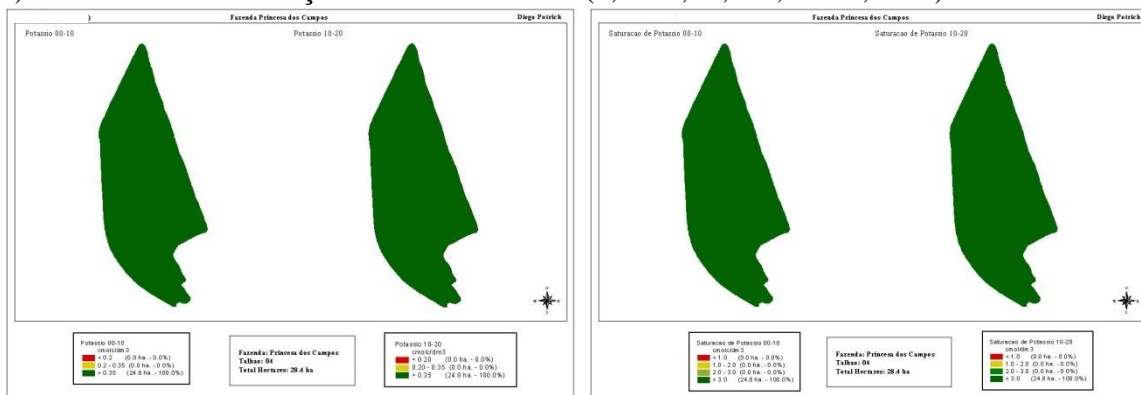 Fazenda Princesa dos Campos
Diego Potrich
Potassio 00-10
Potassio 10-20
Potassio 00-10
cmolc/dm3
< 0.2 (0.0 ha. - 0.0%)
0.2 - 0.35 (0.0 ha. - 0.0%)
> 0.35 (24.8 ha - 100.0%)
Fazenda: Princesa dos Campos
Talhao: 04
Total Hectares: 28.4 ha
Potassio 10-20
cmolc/dm3
< 0.20 (0.0 ha. - 0.0%)
0.20 - 0.35 (0.0 ha. - 0.0%)
> 0.35 (24.8 ha - 100.0%)
Fazenda Princesa dos Campos
Diego Potrich
Saturacao de Potassio 00-10
Saturacao de Potassio 10-20
Saturacao de Potassio 00-10
cmolc/dm3
< 1.0 (0.0 ha. - 0.0%)
1.0 - 2.0 (0.0 ha. - 0.0%)
2.0 - 3.0 (0.0 ha. - 0.0%)
> 3.0 (24.8 ha - 100.0%)
Fazenda: Princesa dos Campos
Talhao: 04
Total Hectares: 28.4 ha
Saturacao de Potassio 10-20
cmolc/dm3
< 1.0 (0.0 ha. - 0.0%)
1.0 - 2.0 (0.0 ha. - 0.0%)
2.0 - 3.0 (0.0 ha. - 0.0%)
> 3.0 (24.8 ha - 100.0%)